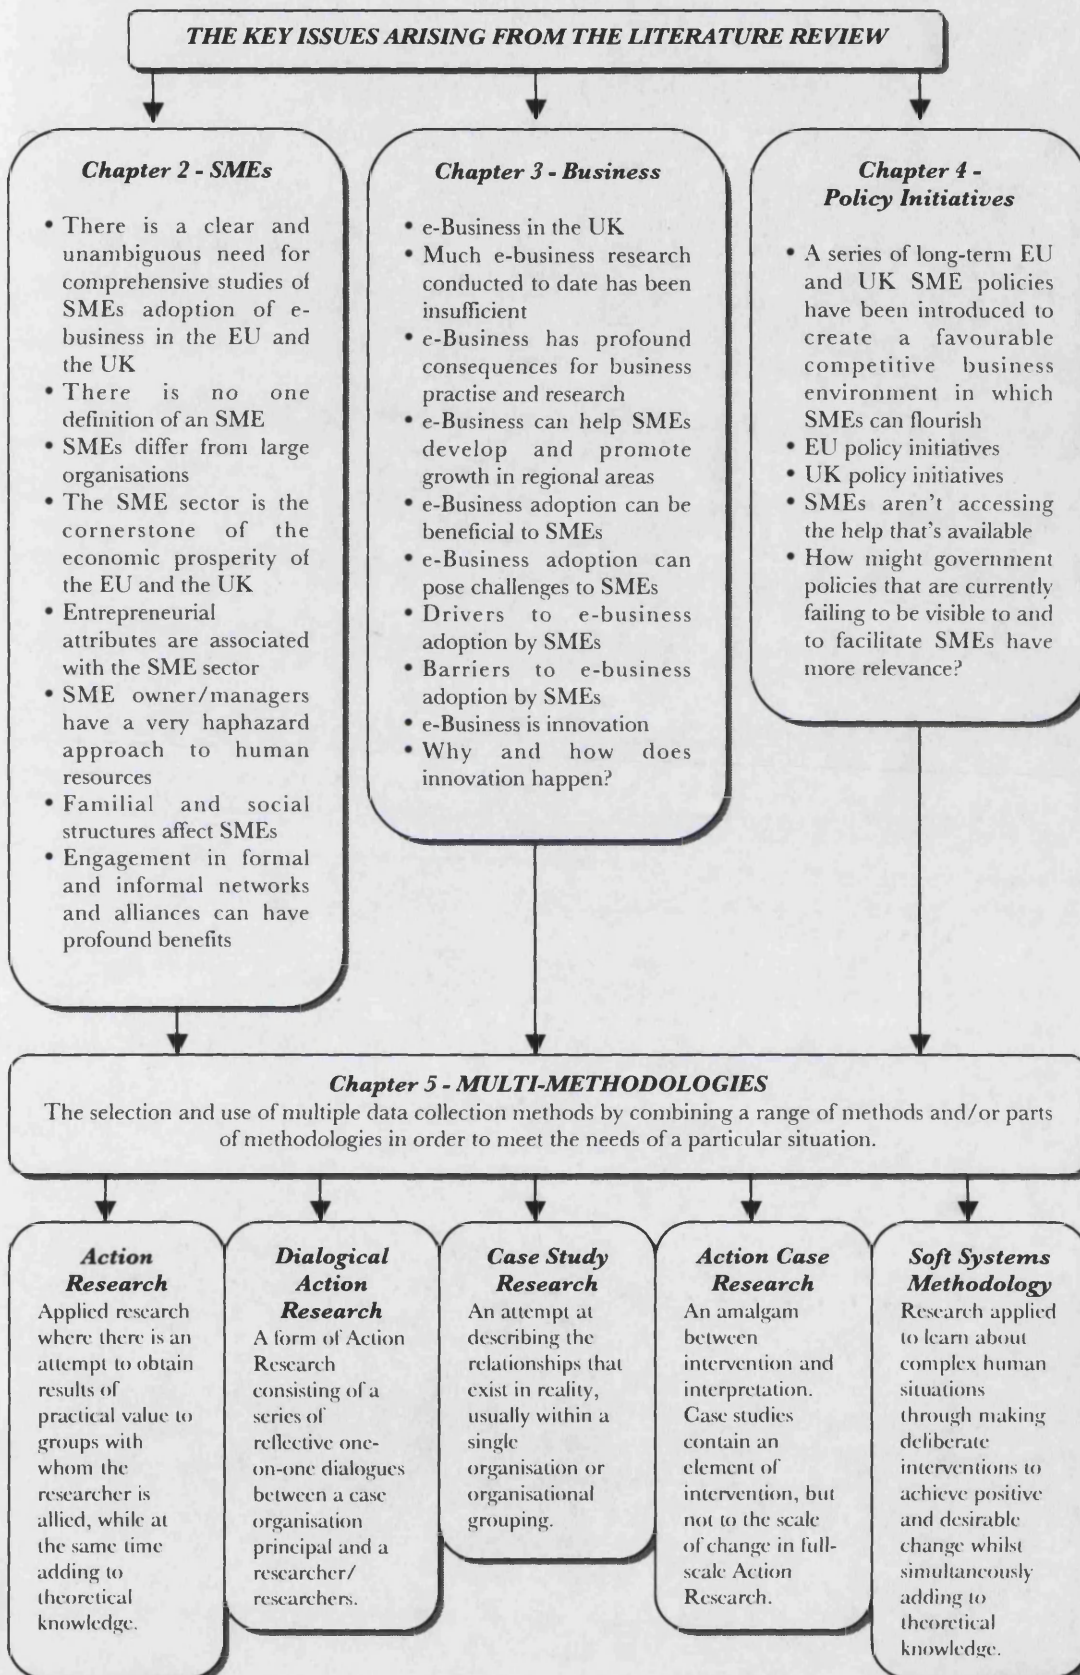 THE KEY ISSUES ARISING FROM THE LITERATURE REVIEW
Chapter 2 - SMEs
• There is a clear and
unambiguous need for
comprehensive studies of
SMEs adoption of e-
business in the EU and
the UK
• There is no one
definition of an SME
• SMEs differ from large
organisations
• The SME sector is the
cornerstone of the
economic prosperity of
the EU and the UK
• Entrepreneurial
attributes are associated
with the SME sector
• SME owner/managers
have a very haphazard
approach to human
resources
• Familial and social
structures affect SMEs
• Engagement in formal
and informal networks
and alliances can have
profound benefits
Chapter 3 - Business
• e-Business in the UK
• Much e-business research
conducted to date has been
insufficient
• e-Business has profound
consequences for business
practise and research
• e-Business can help SMEs
develop and promote
growth in regional areas
• e-Business adoption can be
beneficial to SMEs
• e-Business adoption can
pose challenges to SMEs
• Drivers to e-business
adoption by SMEs
• Barriers to e-business
adoption by SMEs
• e-Business is innovation
• Why and how does
innovation happen?
Chapter 4 -
Policy Initiatives
• A series of long-term EU
and UK SME policies
have been introduced to
create a favourable
competitive business
environment in which
SMEs can flourish
• EU policy initiatives
• UK policy initiatives
• SMEs aren't accessing
the help that's available
• How might government
policies that are currently
failing to be visible to and
to facilitate SMEs have
more relevance?
Chapter 5 - MULTI-METHODOLOGIES
The selection and use of multiple data collection methods by combining a range of methods and/or parts
of methodologies in order to meet the needs of a particular situation.
Action
Research
Applied research
where there is an
attempt to obtain
results of
practical value to
groups with
whom the
researcher is
allied, while at
the same time
adding to
theoretical
knowledge.
Dialogical
Action
Research
A form of Action
Research
consisting of a
series of
reflective one-
on-one dialogues
between a case
organisation
principal and a
researcher/
researchers.
Case Study
Research
An attempt at
describing the
relationships that
exist in reality,
usually within a
single
organisation or
organisational
grouping.
Action Case
Research
An amalgam
between
intervention and
interpretation.
Case studies
contain an
element of
intervention, but
not to the scale
of change in full-
scale Action
Research.
Soft Systems
Methodology
Research applied
to learn about
complex human
situations
through making
deliberate
interventions to
achieve positive
and desirable
change whilst
simultaneously
adding to
theoretical
knowledge.